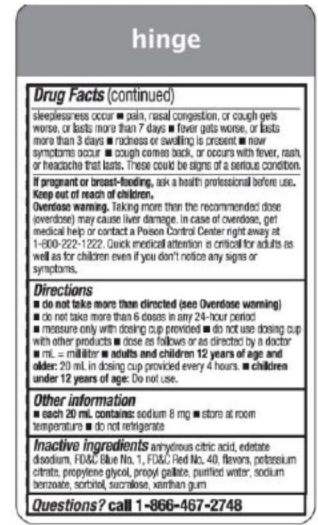 hinge
Drug Facts (continued)
sleeplessness occur ■ pain, nasal congestion, or cough gets
worse, or lasts more than 7 days ■ fever gets worse, or lasts
more than 3 days ■ redness or swelling is present ■ new
symptoms occur ■ cough comes back, or occurs with fever, rash,
or headache that lasts. These could be signs of a serious condition.
If pregnant or breast-feeding, ask a health professional before use.
Keep out of reach of children.
Overdose warning. Taking more than the recommended dose
(overdose) may cause liver damage. In case of overdose, get
medical help or contact a Poison Control Center right away at
1-800-222-1222. Quick medical attention is critical for adults as
well as for children even if you don't notice any signs or
symptoms.
Directions
■ do not take more than directed (see Overdose warning)
■ do not take more than 6 doses in any 24-hour period
■ measure only with dosing cup provided ■ do not use dosing cup
with other products ■ dose as follows or as directed by a doctor
■ mL = milliliter ■ adults and children 12 years of age and
older: 20 mL in dosing cup provided every 4 hours. ■ children
under 12 years of age: Do not use.
Other information
■ each 20 mL contains: sodium 8 mg ■ store at room
temperature ■ do not refrigerate
Inactive ingredients anhydrous citric acid, edetate
disodium, FD&C Blue No. 1, FD&C Red No. 40, flavors, potassium
citrate, propylene glycol, propyl gallate, purified water, sodium
benzoate, sorbitol, sucralose, xanthan gum
Questions? call 1-866-467-2748